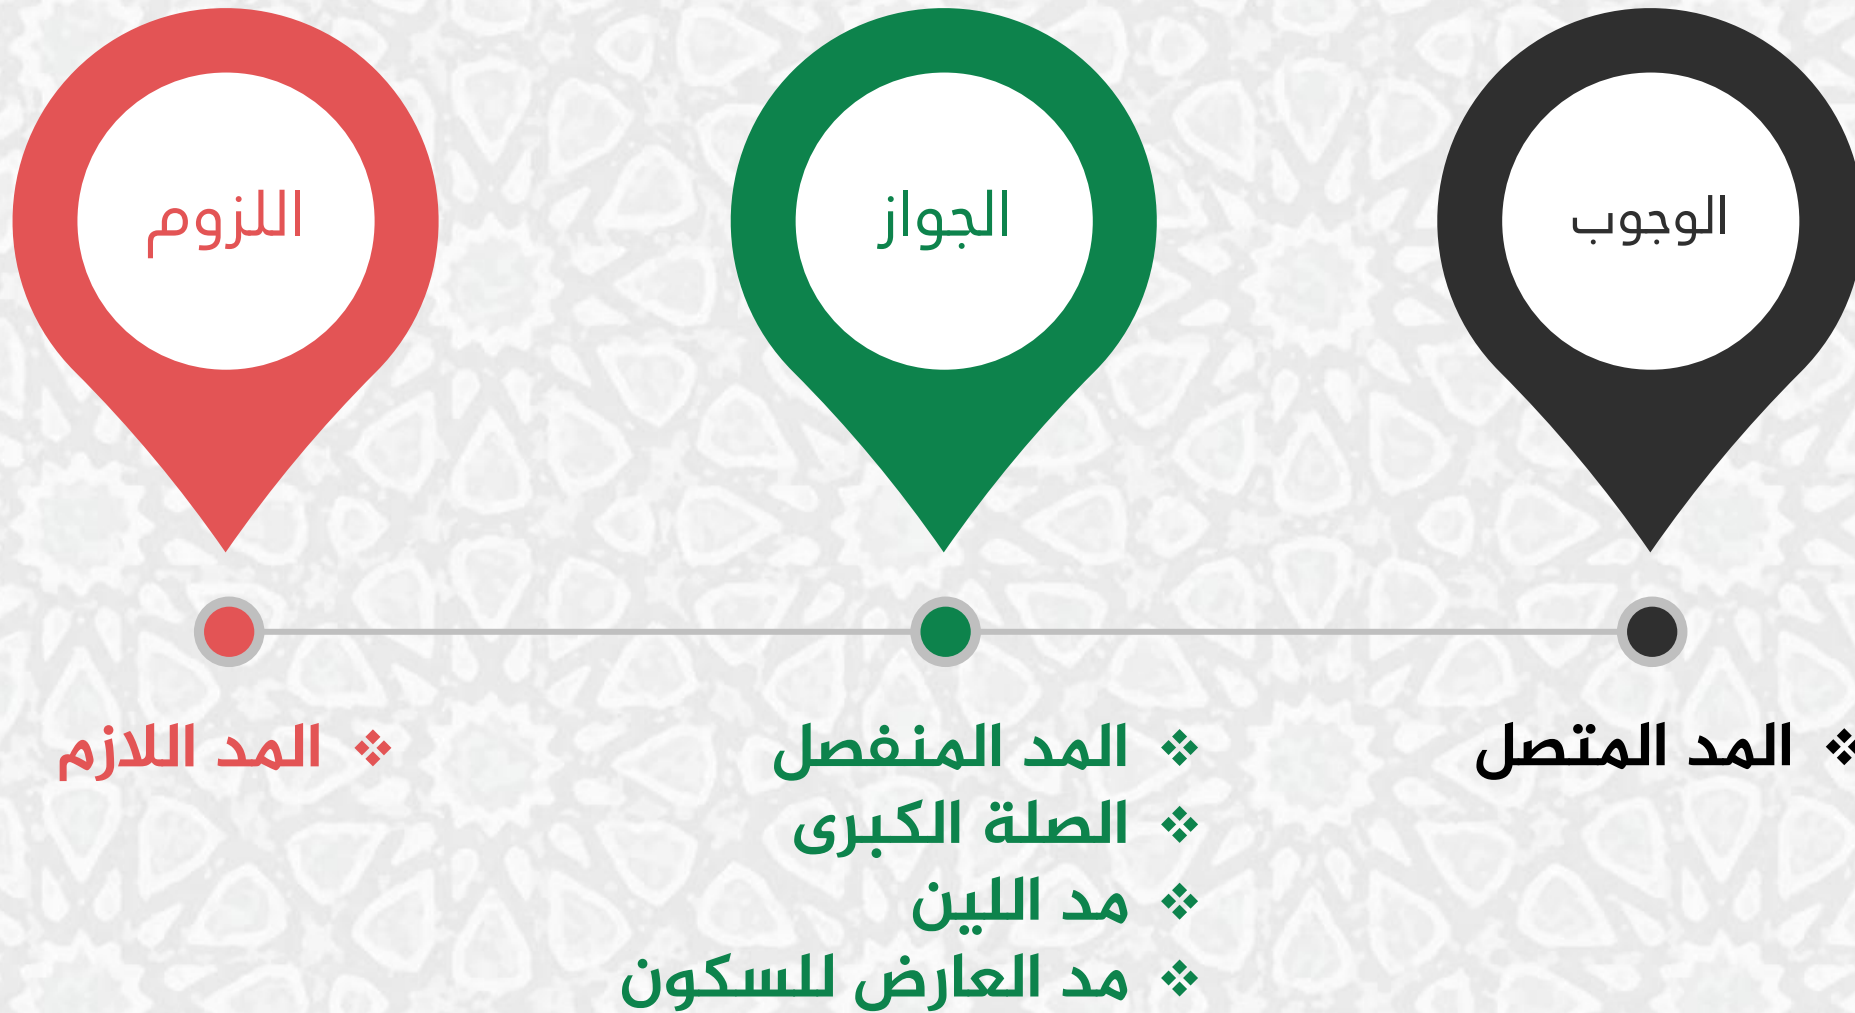 الوجوب
الجواز
اللزوم
❖ المد المتصل
❖ المد المنفصل
❖ الصلة الكبرى
❖ مد اللين
❖ مد العارض للسكون
❖ المد اللازم